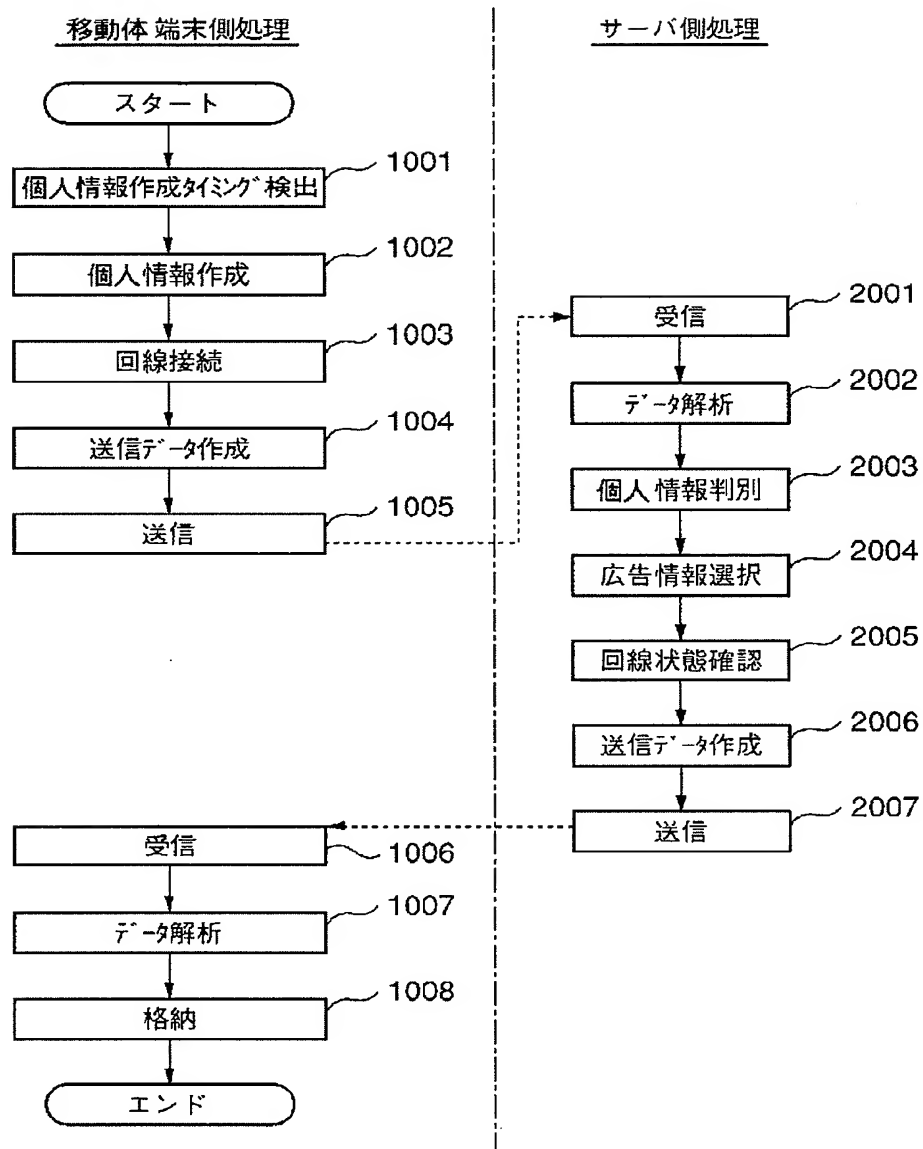 移動体端末側処理
スタート
個人情報作成ﾀｲﾐﾝｸﾞ検出
1001
個人情報作成
1002
回線接続
1003
送信ﾃﾞｰﾀ作成
1004
送信
1005
受信
1006
ﾃﾞｰﾀ解析
1007
格納
1008
エンド
サーバ側処理
受信
2001
ﾃﾞｰﾀ解析
2002
個人情報判別
2003
広告情報選択
2004
回線状態確認
2005
送信ﾃﾞｰﾀ作成
2006
送信
2007